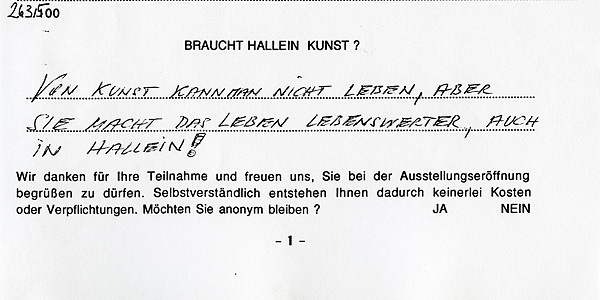 263/500
BRAUCHT HALLEIN KUNST ?
VON KUNST KANN MAN NICHT LEBEN, ABER
SIE MACHT DAS LEBEN LEBENSWERTER, AUCH
IN HALLEIN!
Wir danken für Ihre Teilnahme und freuen uns, Sie bei der Ausstellungseröffnung
begrüßen zu dürfen. Selbstverständlich entstehen Ihnen dadurch keinerlei Kosten
oder Verpflichtungen. Möchten Sie anonym bleiben ? JA NEIN
- 1 -